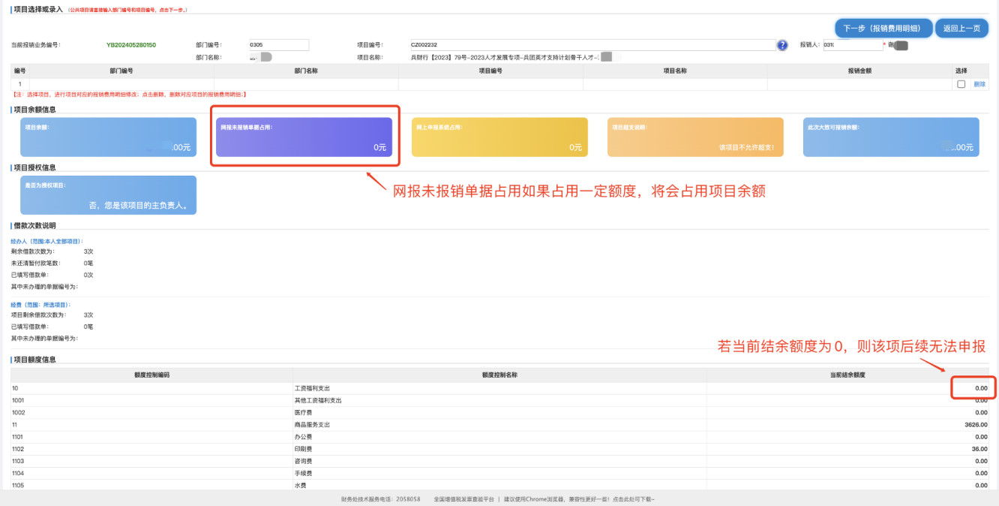 项目选择或录入 (公共项目请直接输入部门编号和项目编号, 点击下一步。)
下一步（报销费用明细） 返回上一页
当前报销业务编号： YB202405280150 部门编号： 0305 项目编号： CZ002232 ? 报销人： 031 * 谢
部门名称： 项目名称： 兵财行【2023】79号-2023人才发展专项-兵团英才支持计划骨干人才-
编号 部门编号 部门名称 项目编号 项目名称 报销金额 选择
1 删除
【注：选择项目，进行项目对应的报销费用明细修改；点击删除，删除对应项目的报销费用明细;】
项目余额信息
项目余额： .00元
网报未报销单据占用： 0元
网上申报系统占用： 0元
项目超支说明： 该项目不允许超支！
此次大致可报销余额： .00元
项目授权信息
是否为授权项目：
否，您是该项目的主负责人。
网报未报销单据占用如果占用一定额度，将会占用项目余额
借款次数说明
经办人（范围:本人全部项目）：
剩余借款次数为： 3次
未还清暂付款笔数： 0笔
已填写借款单： 0次
其中未办理的单据编号为：
经费（范围：所选项目）：
项目剩余借款次数为： 3次
已填写借款单： 0笔
其中未办理的单据编号为：
若当前结余额度为0，则该项后续无法申报
项目额度信息
额度控制编码 额度控制名称 当前结余额度
10 工资福利支出 0.00
1001 其他工资福利支出 0.00
1002 医疗费 0.00
11 商品服务支出 3626.00
1101 办公费 0.00
1102 印刷费 36.00
1103 咨询费 0.00
1104 手续费 0.00
1105 水费 0.00
财务处技术服务电话：2058058 全国增值税发票查验平台 | 建议使用Chrome浏览器，兼容性更好一些！点击此处可下载~